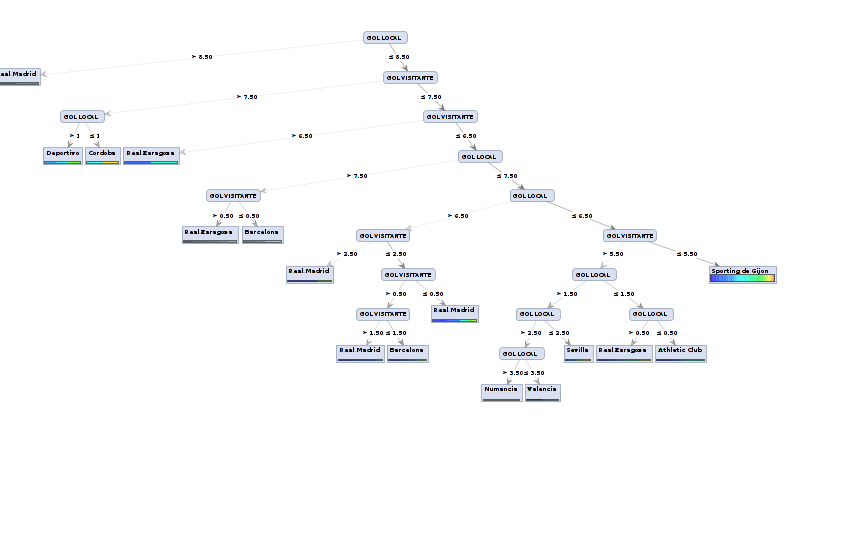 GOL LOCAL
> 8.50 ≤ 8.50
Real Madrid GOL VISITANTE
> 7.50 ≤ 7.50
GOL LOCAL GOL VISITANTE
> 1 ≤ 1 > 6.50 ≤ 6.50
Deportivo Cordoba Real Zaragoza GOL LOCAL
> 7.50 ≤ 7.50
GOL VISITANTE GOL LOCAL
> 0.50 ≤ 0.50 > 6.50 ≤ 6.50
Real Zaragoza Barcelona GOL VISITANTE GOL VISITANTE
> 2.50 ≤ 2.50 > 5.50 ≤ 5.50
Real Madrid GOL VISITANTE GOL LOCAL Sporting de Gijon
> 0.50 ≤ 0.50 > 1.50 ≤ 1.50
GOL VISITANTE Real Madrid GOL LOCAL GOL LOCAL
> 1.50 ≤ 1.50 > 2.50 ≤ 2.50 > 0.50 ≤ 0.50
Real Madrid Barcelona GOL LOCAL Sevilla Real Zaragoza Athletic Club
> 3.50 ≤ 3.50
Numancia Valencia